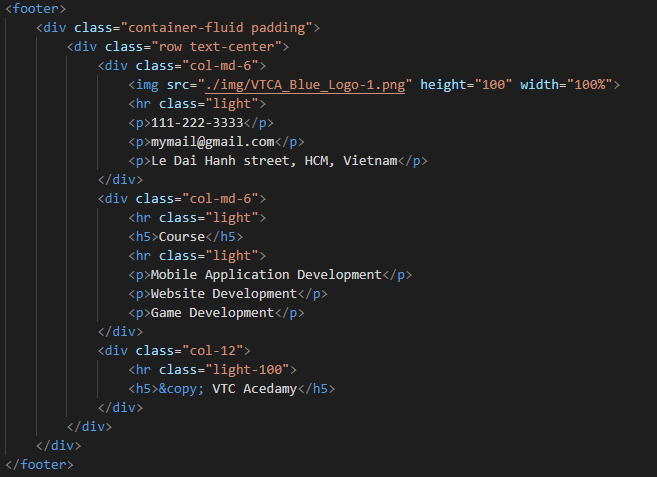 <footer>
    <div class="container-fluid padding">
        <div class="row text-center">
            <div class="col-md-6">
                <img src="./img/VTCA_Blue_Logo-1.png" height="100" width="100%">
                <hr class="light">
                <p>111-222-3333</p>
                <p>mymail@gmail.com</p>
                <p>Le Dai Hanh street, HCM, Vietnam</p>
            </div>
            <div class="col-md-6">
                <hr class="light">
                <h5>Course</h5>
                <hr class="light">
                <p>Mobile Application Development</p>
                <p>Website Development</p>
                <p>Game Development</p>
            </div>
            <div class="col-12">
                <hr class="light-100">
                <h5>&copy; VTC Acedamy</h5>
            </div>
        </div>
    </div>
</footer>